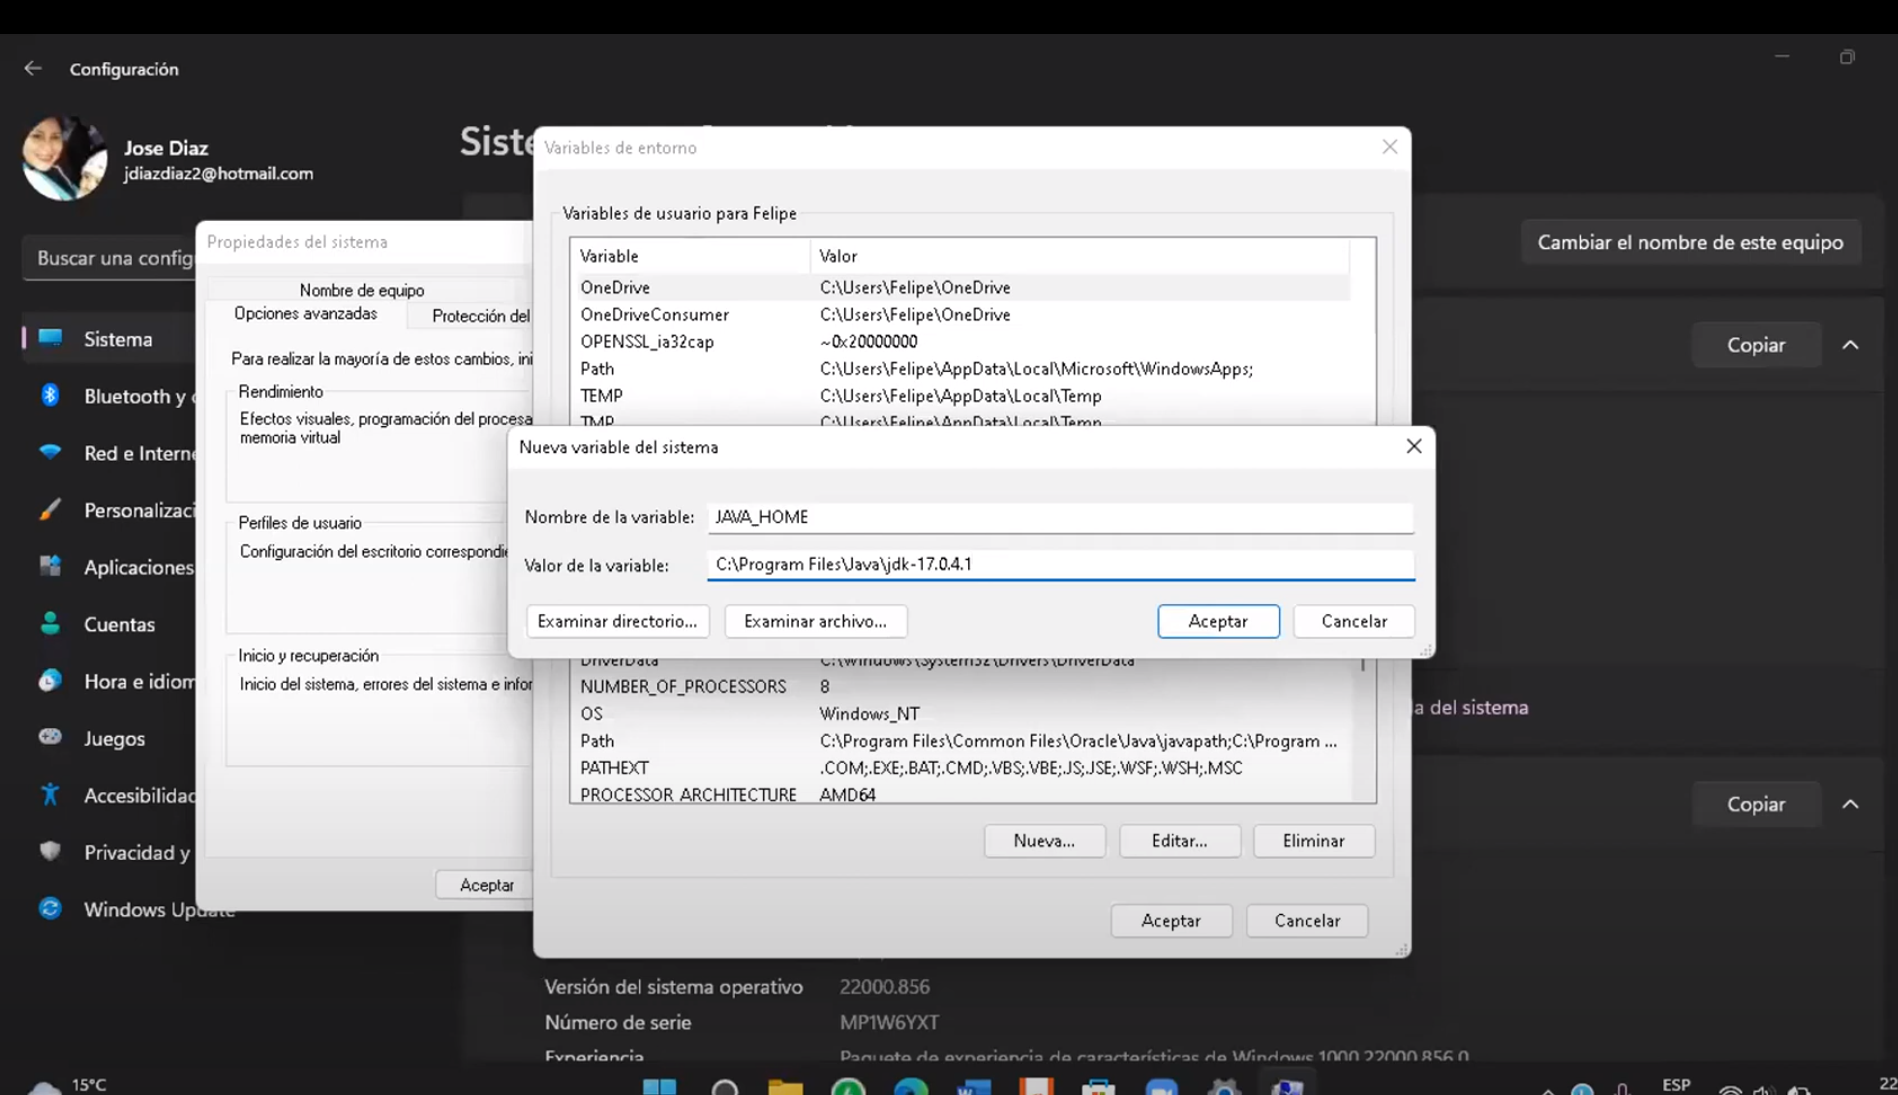 Configuración
Jose Diaz
jdiazdiaz2@hotmail.com
Buscar una config
Sistema
Bluetooth y
Red e Interne
Personalizaci
Aplicaciones
Cuentas
Hora e idiom
Juegos
Accesibilidad
Privacidad y
Windows Update
Siste
Cambiar el nombre de este equipo
Copiar
a del sistema
Copiar
Propiedades del sistema
Nombre de equipo
Opciones avanzadas
Protección del
Para realizar la mayoría de estos cambios, ini
Rendimiento
Efectos visuales, programación del procesa
memoria virtual
Perfiles de usuario
Configuración del escritorio correspondie
Inicio y recuperación
Inicio del sistema, errores del sistema e infor
Aceptar
Variables de entorno
Variables de usuario para Felipe
Variable Valor
OneDrive C:\Users\Felipe\OneDrive
OneDriveConsumer C:\Users\Felipe\OneDrive
OPENSSL_ia32cap ~0x20000000
Path C:\Users\Felipe\AppData\Local\Microsoft\WindowsApps;
TEMP C:\Users\Felipe\AppData\Local\Temp
TMP C:\Users\Felipe\AppData\Local\Temp
Nueva variable del sistema
Nombre de la variable: JAVA_HOME
Valor de la variable: C:\Program Files\Java\jdk-17.0.4.1
Examinar directorio... Examinar archivo... Aceptar Cancelar
DriverData C:\Windows\System32\Drivers\DriverData
NUMBER_OF_PROCESSORS 8
OS Windows_NT
Path C:\Program Files\Common Files\Oracle\Java\javapath;C:\Program ...
PATHEXT .COM;.EXE;.BAT;.CMD;.VBS;.VBE;.JS;.JSE;.WSF;.WSH;.MSC
PROCESSOR_ARCHITECTURE AMD64
Nueva... Editar... Eliminar
Aceptar Cancelar
Versión del sistema operativo 22000.856
Número de serie MP1W6YXT
Experiencia Paquete de experiencia de características de Windows 1000.22000.856.0
15°C
ESP
22